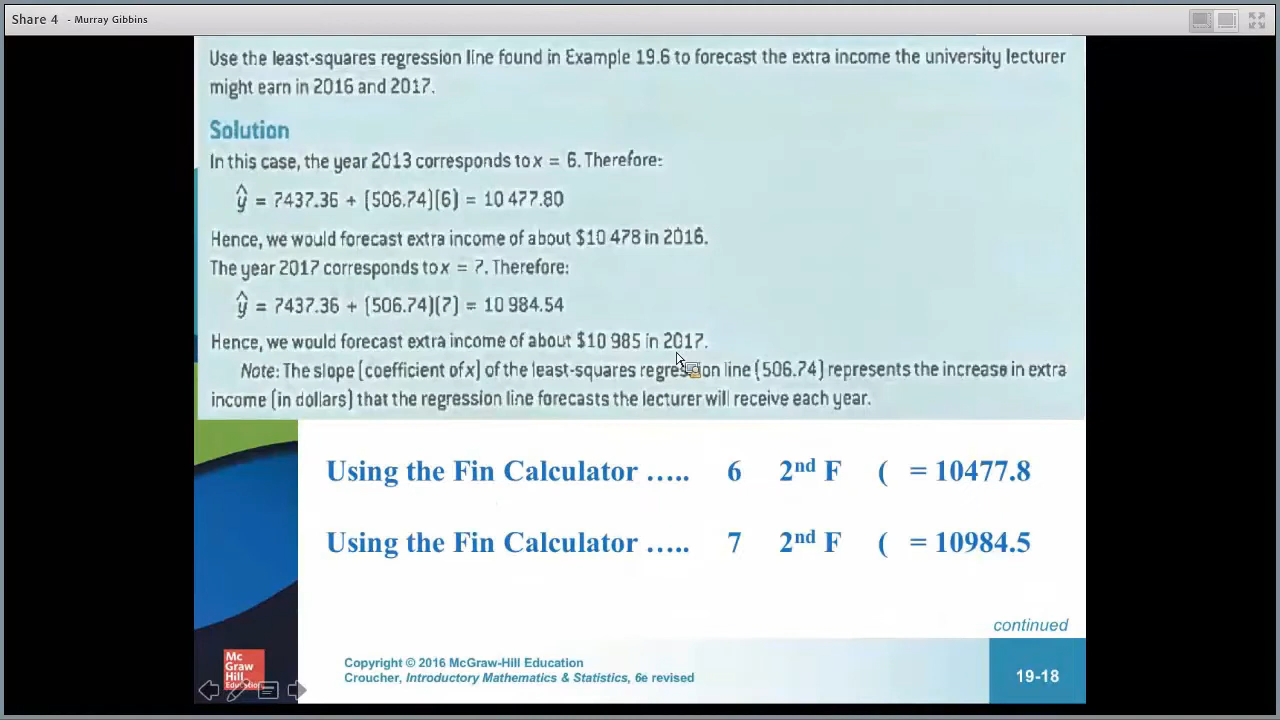 Share 4 - Murray Gibbins
Use the least-squares regression line found in Example 19.6 to forecast the extra income the university lecturer
might earn in 2016 and 2017.
Solution
In this case, the year 2013 corresponds to x = 6. Therefore:
ŷ = 7437.36 + (506.74)(6) = 10 477.80
Hence, we would forecast extra income of about $10 478 in 2016.
The year 2017 corresponds to x = 7. Therefore:
ŷ = 7437.36 + (506.74)(7) = 10 984.54
Hence, we would forecast extra income of about $10 985 in 2017.
Note: The slope (coefficient of x) of the least-squares regression line (506.74) represents the increase in extra
income (in dollars) that the regression line forecasts the lecturer will receive each year.
Using the Fin Calculator ….. 6 2nd F ( = 10477.8
Using the Fin Calculator ….. 7 2nd F ( = 10984.5
continued
Mc
Graw
Hill
Education
Copyright © 2016 McGraw-Hill Education
Croucher, Introductory Mathematics & Statistics, 6e revised
19-18